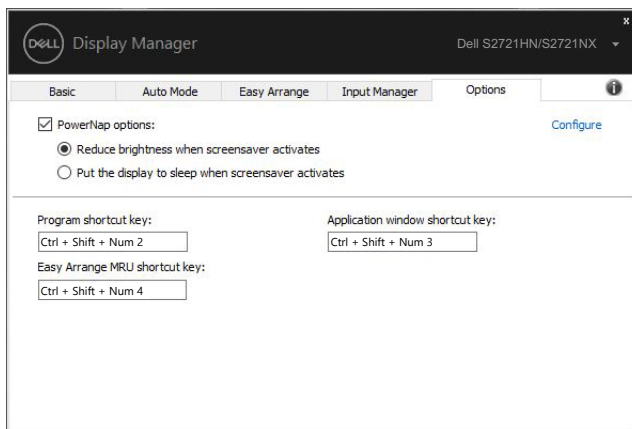 x
DELL Display Manager Dell S2721HN/S2721NX
Basic Auto Mode Easy Arrange Input Manager Options i
PowerNap options: Configure
Reduce brightness when screensaver activates
Put the display to sleep when screensaver activates
Program shortcut key: Application window shortcut key:
Ctrl + Shift + Num 2 Ctrl + Shift + Num 3
Easy Arrange MRU shortcut key:
Ctrl + Shift + Num 4